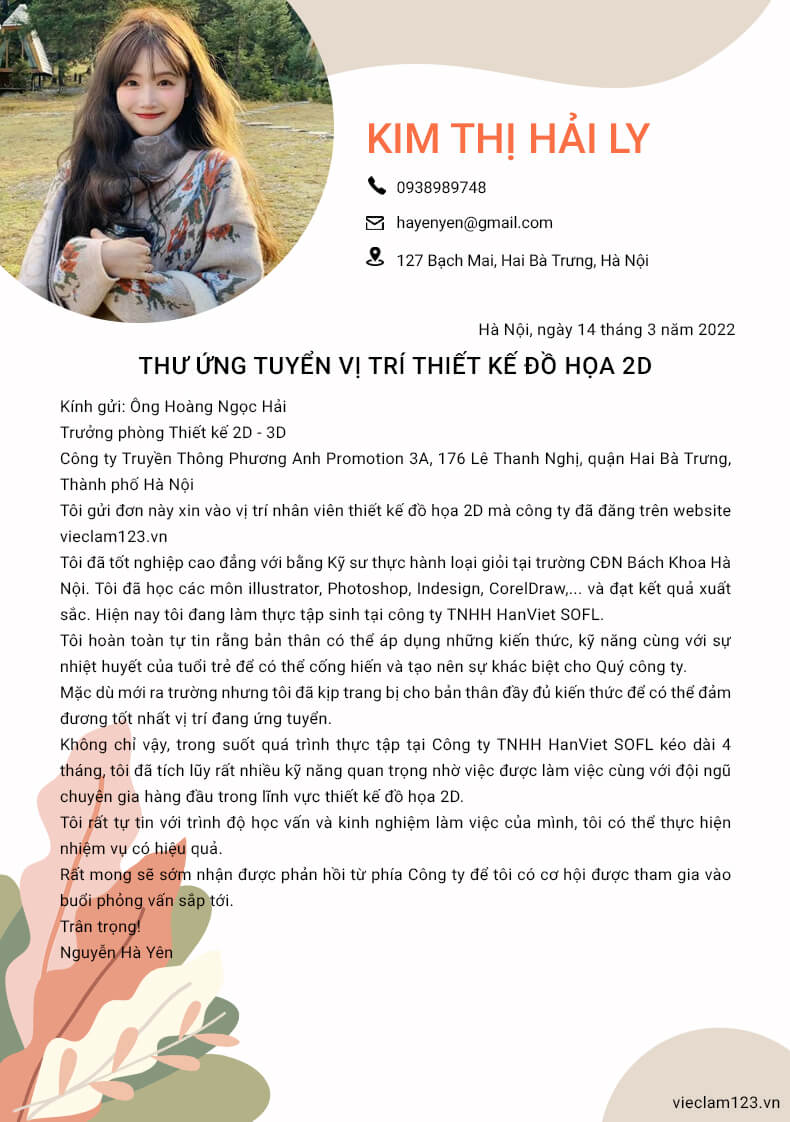 KIM THỊ HẢI LY
0938989748
hayenyen@gmail.com
127 Bạch Mai, Hai Bà Trưng, Hà Nội
Hà Nội, ngày 14 tháng 3 năm 2022
THƯ ỨNG TUYỂN VỊ TRÍ THIẾT KẾ ĐỒ HỌA 2D
Kính gửi: Ông Hoàng Ngọc Hải
Trưởng phòng Thiết kế 2D - 3D
Công ty Truyền Thông Phương Anh Promotion 3A, 176 Lê Thanh Nghị, quận Hai Bà Trưng,
Thành phố Hà Nội
Tôi gửi đơn này xin vào vị trí nhân viên thiết kế đồ họa 2D mà công ty đã đăng trên website
vieclam123.vn
Tôi đã tốt nghiệp cao đẳng với bằng Kỹ sư thực hành loại giỏi tại trường CĐN Bách Khoa Hà
Nội. Tôi đã học các môn illustrator, Photoshop, Indesign, CorelDraw,... và đạt kết quả xuất
sắc. Hiện nay tôi đang làm thực tập sinh tại công ty TNHH HanViet SOFL.
Tôi hoàn toàn tự tin rằng bản thân có thể áp dụng những kiến thức, kỹ năng cùng với sự
nhiệt huyết của tuổi trẻ để có thể cống hiến và tạo nên sự khác biệt cho Quý công ty.
Mặc dù mới ra trường nhưng tôi đã kịp trang bị cho bản thân đầy đủ kiến thức để có thể đảm
đương tốt nhất vị trí đang ứng tuyển.
Không chỉ vậy, trong suốt quá trình thực tập tại Công ty TNHH HanViet SOFL kéo dài 4
tháng, tôi đã tích lũy rất nhiều kỹ năng quan trọng nhờ việc được làm việc cùng với đội ngũ
chuyên gia hàng đầu trong lĩnh vực thiết kế đồ họa 2D.
Tôi rất tự tin với trình độ học vấn và kinh nghiệm làm việc của mình, tôi có thể thực hiện
nhiệm vụ có hiệu quả.
Rất mong sẽ sớm nhận được phản hồi từ phía Công ty để tôi có cơ hội được tham gia vào
buổi phỏng vấn sắp tới.
Trân trọng!
Nguyễn Hà Yên
vieclam123.vn